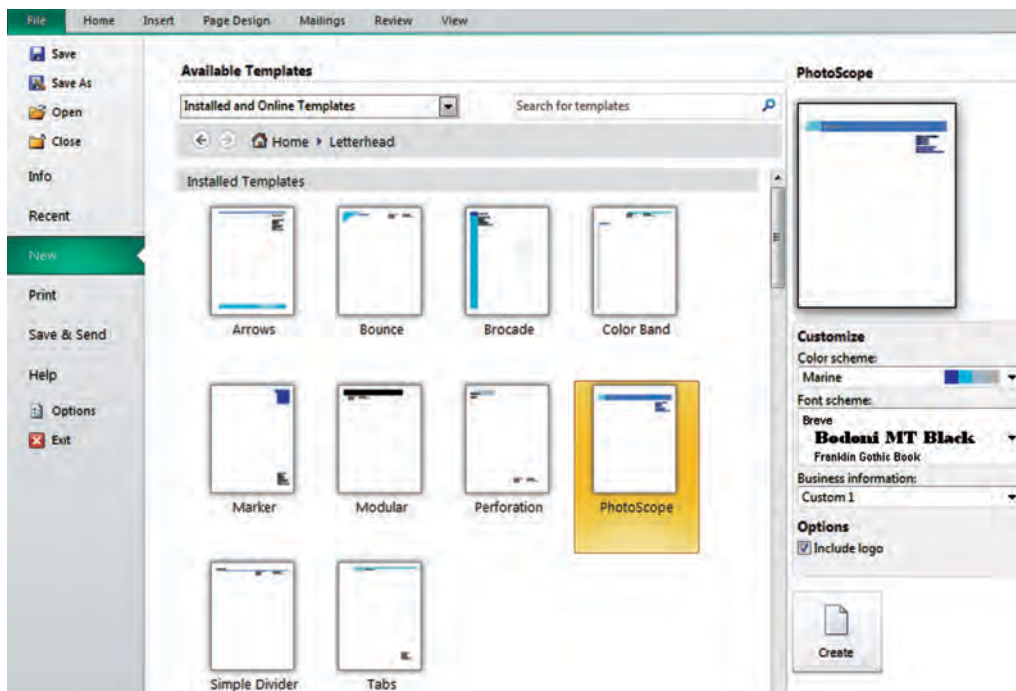 File Home Insert Page Design Mailings Review View
Save
Save As
Open
Close
Info
Recent
New
Print
Save & Send
Help
Options
Exit
Available Templates
Installed and Online Templates
Search for templates
Home Letterhead
Installed Templates
Arrows Bounce Brocade Color Band
Marker Modular Perforation PhotoScope
Simple Divider Tabs
PhotoScope
Customize
Color scheme:
Marine
Font scheme:
Breve
Bodoni MT Black
Franklin Gothic Book
Business information:
Custom 1
Options
Include logo
Create